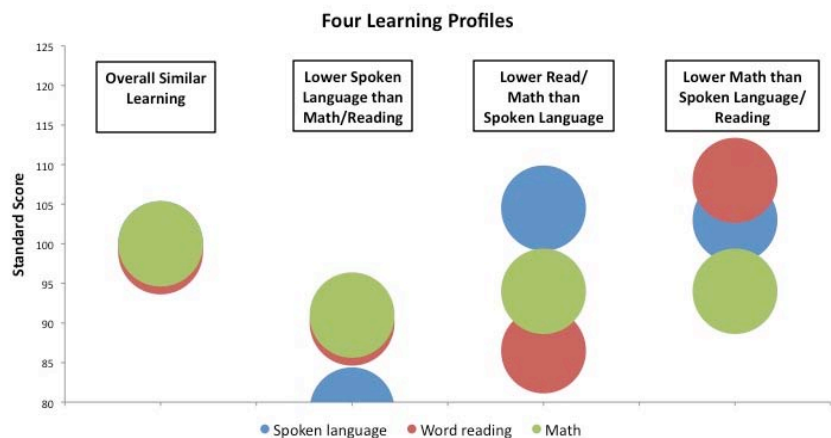 Four Learning Profiles
125
120
115
110
105
100
95
90
85
80
Standard Score
Overall Similar
Learning
Lower Spoken
Language than
Math/Reading
Lower Read/
Math than
Spoken Language
Lower Math than
Spoken Language/
Reading
Spoken language
Word reading
Math